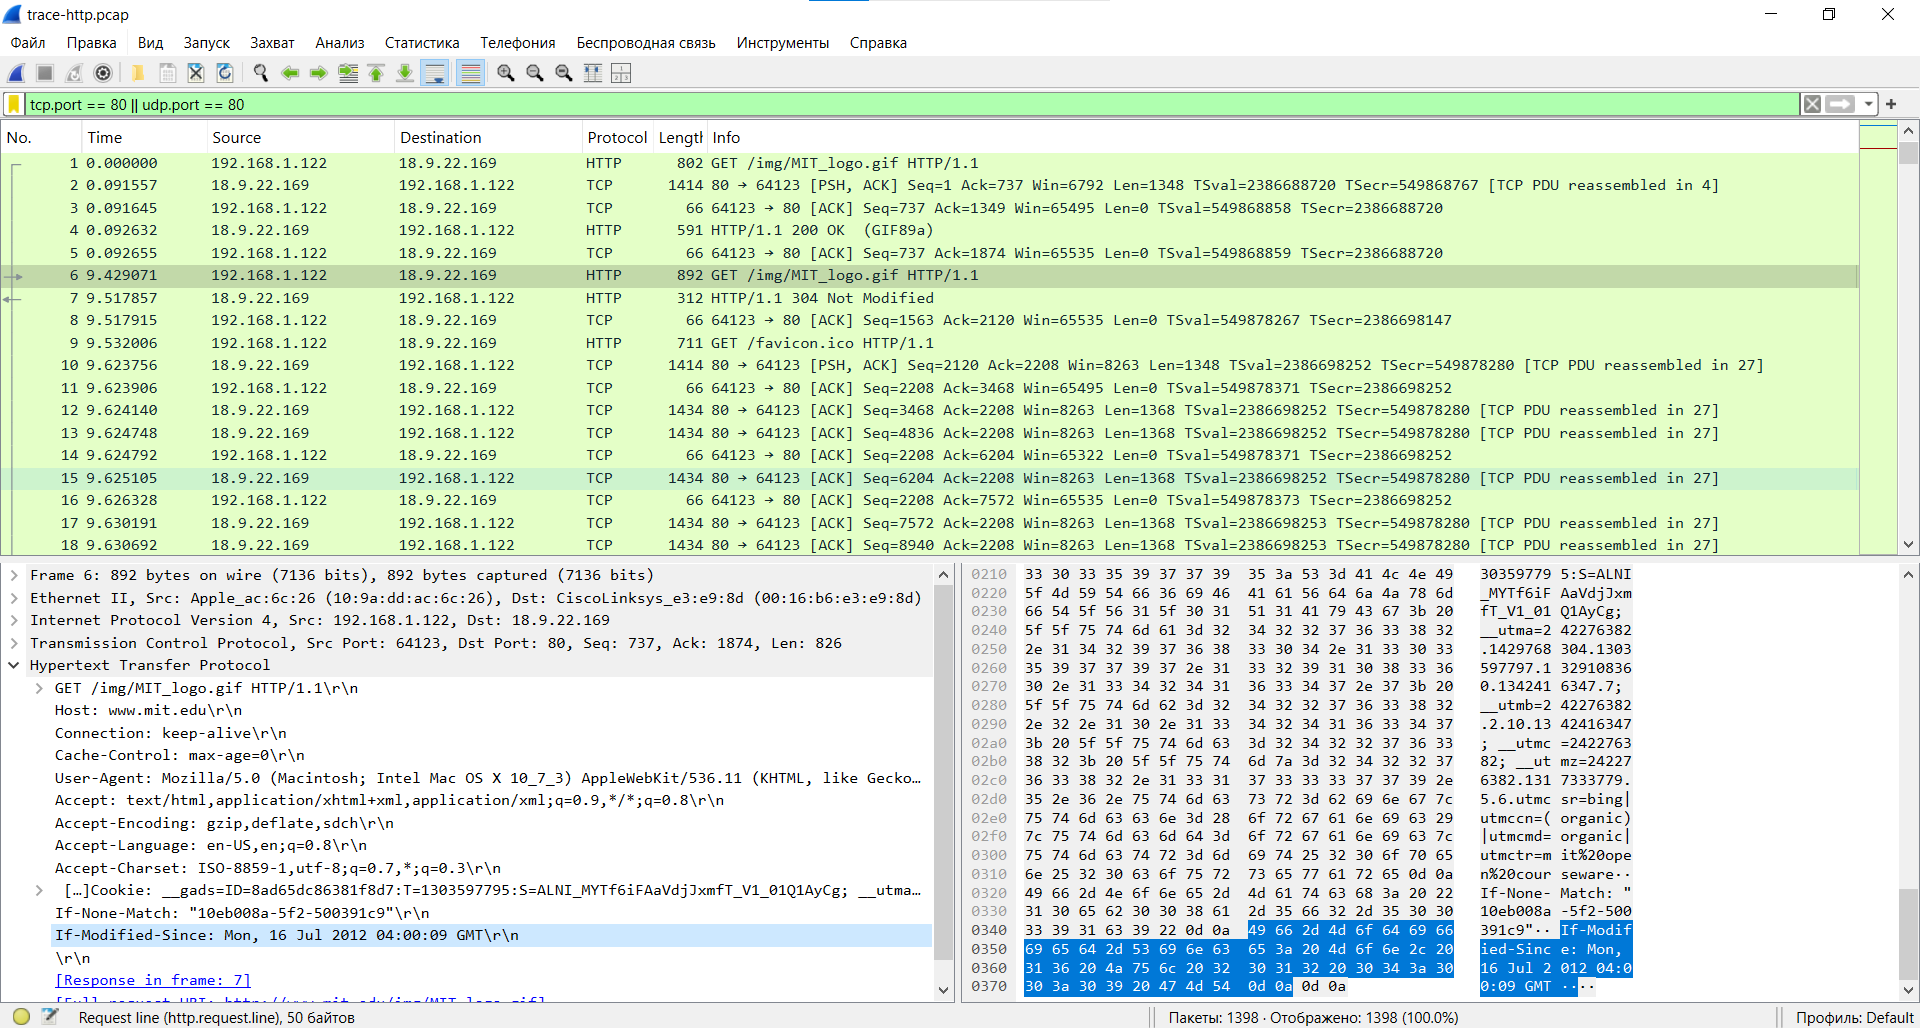 trace-http.pcap
Файл Правка Вид Запуск Захват Анализ Статистика Телефония Беспроводная связь Инструменты Справка
tcp.port == 80 || udp.port == 80
No. Time Source Destination Protocol Length Info
1 0.000000 192.168.1.122 18.9.22.169 HTTP 802 GET /img/MIT_logo.gif HTTP/1.1
2 0.091557 18.9.22.169 192.168.1.122 TCP 1414 80 → 64123 [PSH, ACK] Seq=1 Ack=737 Win=6792 Len=1348 TSval=2386688720 TSecr=549868767 [TCP PDU reassembled in 4]
3 0.091645 192.168.1.122 18.9.22.169 TCP 66 64123 → 80 [ACK] Seq=737 Ack=1349 Win=65495 Len=0 TSval=549868858 TSecr=2386688720
4 0.092632 18.9.22.169 192.168.1.122 HTTP 591 HTTP/1.1 200 OK  (GIF89a)
5 0.092655 192.168.1.122 18.9.22.169 TCP 66 64123 → 80 [ACK] Seq=737 Ack=1874 Win=65535 Len=0 TSval=549868859 TSecr=2386688720
6 9.429071 192.168.1.122 18.9.22.169 HTTP 892 GET /img/MIT_logo.gif HTTP/1.1
7 9.517857 18.9.22.169 192.168.1.122 HTTP 312 HTTP/1.1 304 Not Modified
8 9.517915 192.168.1.122 18.9.22.169 TCP 66 64123 → 80 [ACK] Seq=1563 Ack=2120 Win=65535 Len=0 TSval=549878267 TSecr=2386698147
9 9.532006 192.168.1.122 18.9.22.169 HTTP 711 GET /favicon.ico HTTP/1.1
10 9.623756 18.9.22.169 192.168.1.122 TCP 1414 80 → 64123 [PSH, ACK] Seq=2120 Ack=2208 Win=8263 Len=1348 TSval=2386698252 TSecr=549878280 [TCP PDU reassembled in 27]
11 9.623906 192.168.1.122 18.9.22.169 TCP 66 64123 → 80 [ACK] Seq=2208 Ack=3468 Win=65495 Len=0 TSval=549878371 TSecr=2386698252
12 9.624140 18.9.22.169 192.168.1.122 TCP 1434 80 → 64123 [ACK] Seq=3468 Ack=2208 Win=8263 Len=1368 TSval=2386698252 TSecr=549878280 [TCP PDU reassembled in 27]
13 9.624748 18.9.22.169 192.168.1.122 TCP 1434 80 → 64123 [ACK] Seq=4836 Ack=2208 Win=8263 Len=1368 TSval=2386698252 TSecr=549878280 [TCP PDU reassembled in 27]
14 9.624792 192.168.1.122 18.9.22.169 TCP 66 64123 → 80 [ACK] Seq=2208 Ack=6204 Win=65322 Len=0 TSval=549878371 TSecr=2386698252
15 9.625105 18.9.22.169 192.168.1.122 TCP 1434 80 → 64123 [ACK] Seq=6204 Ack=2208 Win=8263 Len=1368 TSval=2386698252 TSecr=549878280 [TCP PDU reassembled in 27]
16 9.626328 192.168.1.122 18.9.22.169 TCP 66 64123 → 80 [ACK] Seq=2208 Ack=7572 Win=65535 Len=0 TSval=549878373 TSecr=2386698252
17 9.630191 18.9.22.169 192.168.1.122 TCP 1434 80 → 64123 [ACK] Seq=7572 Ack=2208 Win=8263 Len=1368 TSval=2386698253 TSecr=549878280 [TCP PDU reassembled in 27]
18 9.630692 18.9.22.169 192.168.1.122 TCP 1434 80 → 64123 [ACK] Seq=8940 Ack=2208 Win=8263 Len=1368 TSval=2386698253 TSecr=549878280 [TCP PDU reassembled in 27]
Frame 6: 892 bytes on wire (7136 bits), 892 bytes captured (7136 bits)
Ethernet II, Src: Apple_ac:6c:26 (10:9a:dd:ac:6c:26), Dst: CiscoLinksys_e3:e9:8d (00:16:b6:e3:e9:8d)
Internet Protocol Version 4, Src: 192.168.1.122, Dst: 18.9.22.169
Transmission Control Protocol, Src Port: 64123, Dst Port: 80, Seq: 737, Ack: 1874, Len: 826
Hypertext Transfer Protocol
GET /img/MIT_logo.gif HTTP/1.1\r\n
Host: www.mit.edu\r\n
Connection: keep-alive\r\n
Cache-Control: max-age=0\r\n
User-Agent: Mozilla/5.0 (Macintosh; Intel Mac OS X 10_7_3) AppleWebKit/536.11 (KHTML, like Gecko…
Accept: text/html,application/xhtml+xml,application/xml;q=0.9,*/*;q=0.8\r\n
Accept-Encoding: gzip,deflate,sdch\r\n
Accept-Language: en-US,en;q=0.8\r\n
Accept-Charset: ISO-8859-1,utf-8;q=0.7,*;q=0.3\r\n
[…]Cookie: __gads=ID=8ad65dc86381f8d7:T=1303597795:S=ALNI_MYTf6iFAaVdjJxmfT_V1_01Q1AyCg; __utma…
If-None-Match: "10eb008a-5f2-500391c9"\r\n
If-Modified-Since: Mon, 16 Jul 2012 04:00:09 GMT\r\n
\r\n
[Response in frame: 7]
[Full request URI: http://www.mit.edu/img/MIT_logo.gif]
0210 33 30 33 35 39 37 37 39 35 3a 53 3d 41 4c 4e 49 30359779 5:S=ALNI
0220 5f 4d 59 54 66 36 69 46 41 61 56 64 6a 4a 78 6d _MYTf6iF AaVdjJxm
0230 66 54 5f 56 31 5f 30 31 51 31 41 79 43 67 3b 20 fT_V1_01 Q1AyCg;
0240 5f 5f 75 74 6d 61 3d 32 34 32 32 37 36 33 38 32 __utma=2 42276382
0250 2e 31 34 32 39 37 36 38 33 30 34 2e 31 33 30 33 .1429768 304.1303
0260 35 39 37 37 39 37 2e 31 33 32 39 31 30 38 33 36 597797.1 32910836
0270 30 2e 31 33 34 32 34 31 36 33 34 37 2e 37 3b 20 0.134241 6347.7;
0280 5f 5f 75 74 6d 62 3d 32 34 32 32 37 36 33 38 32 __utmb=2 42276382
0290 2e 32 2e 31 30 2e 31 33 34 32 34 31 36 33 34 37 .2.10.13 42416347
02a0 3b 20 5f 5f 75 74 6d 63 3d 32 34 32 32 37 36 33 ; __utmc =2422763
02b0 38 32 3b 20 5f 5f 75 74 6d 7a 3d 32 34 32 32 37 82; __ut mz=24227
02c0 36 33 38 32 2e 31 33 31 37 33 33 33 37 37 39 2e 6382.131 7333779.
02d0 35 2e 36 2e 75 74 6d 63 73 72 3d 62 69 6e 67 7c 5.6.utmc sr=bing|
02e0 75 74 6d 63 63 6e 3d 28 6f 72 67 61 6e 69 63 29 utmccn=( organic)
02f0 7c 75 74 6d 63 6d 64 3d 6f 72 67 61 6e 69 63 7c |utmcmd= organic|
0300 75 74 6d 63 74 72 3d 6d 69 74 25 32 30 6f 70 65 utmctr=m it%20ope
0310 6e 25 32 30 63 6f 75 72 73 65 77 61 72 65 0d 0a n%20cour seware··
0320 49 66 2d 4e 6f 6e 65 2d 4d 61 74 63 68 3a 20 22 If-None- Match: "
0330 31 30 65 62 30 30 38 61 2d 35 66 32 2d 35 30 30 10eb008a -5f2-500
0340 33 39 31 63 39 22 0d 0a 49 66 2d 4d 6f 64 69 66 391c9"·· If-Modif
0350 69 65 64 2d 53 69 6e 63 65 3a 20 4d 6f 6e 2c 20 ied-Sinc e: Mon,
0360 31 36 20 4a 75 6c 20 32 30 31 32 20 30 34 3a 30 16 Jul 2 012 04:0
0370 30 3a 30 39 20 47 4d 54 0d 0a 0d 0a 0:09 GMT ····
Request line (http.request.line), 50 байтов
Пакеты: 1398 · Отображено: 1398 (100.0%)
Профиль: Default